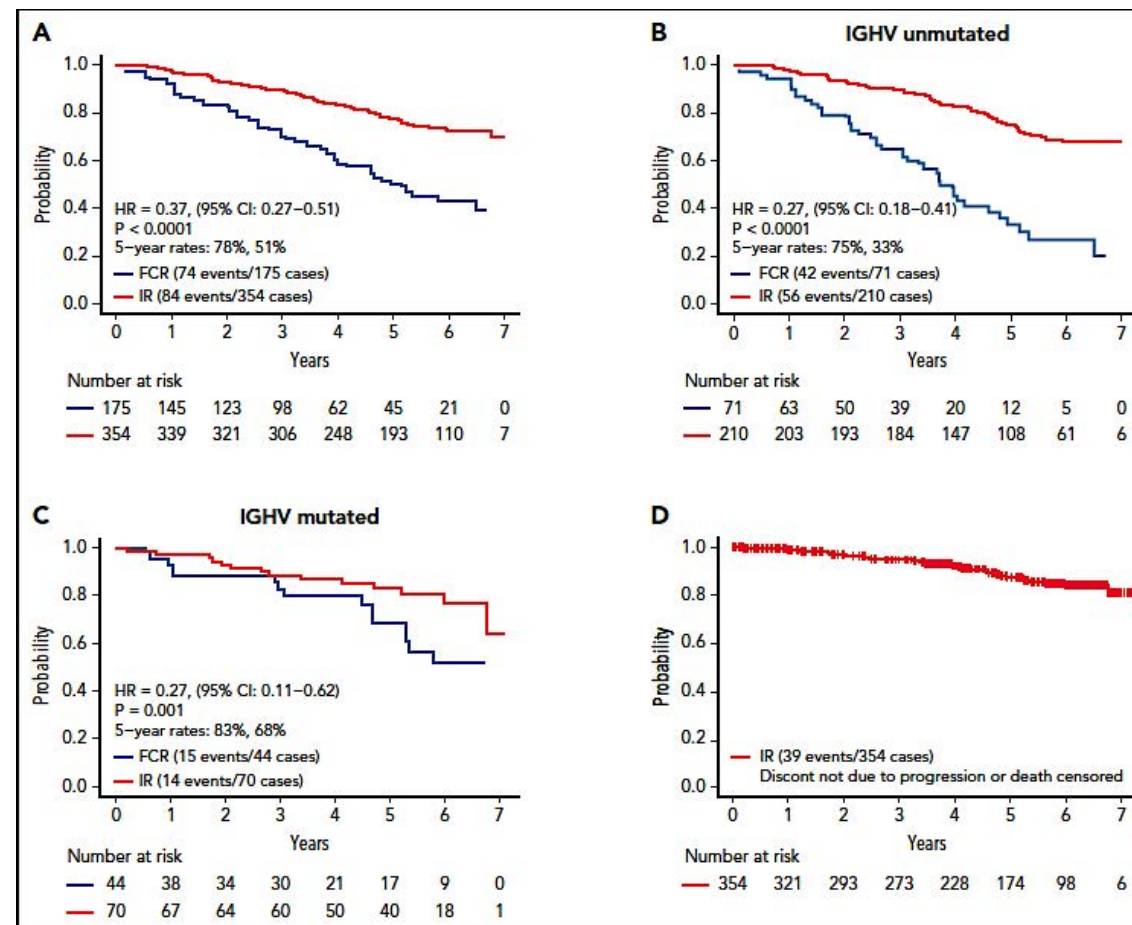 A
1.0
0.8
0.6
0.4
0.2
0.0
Probability
HR = 0.37, (95% CI: 0.27−0.51)
P < 0.0001
5−year rates: 78%, 51%
FCR (74 events/175 cases)
IR (84 events/354 cases)
0 1 2 3 4 5 6 7
Years
Number at risk
175 145 123 98 62 45 21 0
354 339 321 306 248 193 110 7
B
IGHV unmutated
1.0
0.8
0.6
0.4
0.2
0.0
Probability
HR = 0.27, (95% CI: 0.18−0.41)
P < 0.0001
5−year rates: 75%, 33%
FCR (42 events/71 cases)
IR (56 events/210 cases)
0 1 2 3 4 5 6 7
Years
Number at risk
71 63 50 39 20 12 5 0
210 203 193 184 147 108 61 6
C
IGHV mutated
1.0
0.8
0.6
0.4
0.2
0.0
Probability
HR = 0.27, (95% CI: 0.11−0.62)
P = 0.001
5−year rates: 83%, 68%
FCR (15 events/44 cases)
IR (14 events/70 cases)
0 1 2 3 4 5 6 7
Years
Number at risk
44 38 34 30 21 17 9 0
70 67 64 60 50 40 18 1
D
1.0
0.8
0.6
0.4
0.2
0.0
Probability
IR (39 events/354 cases)
Discont not due to progression or death censored
0 1 2 3 4 5 6 7
Years
Number at risk
354 321 293 273 228 174 98 6